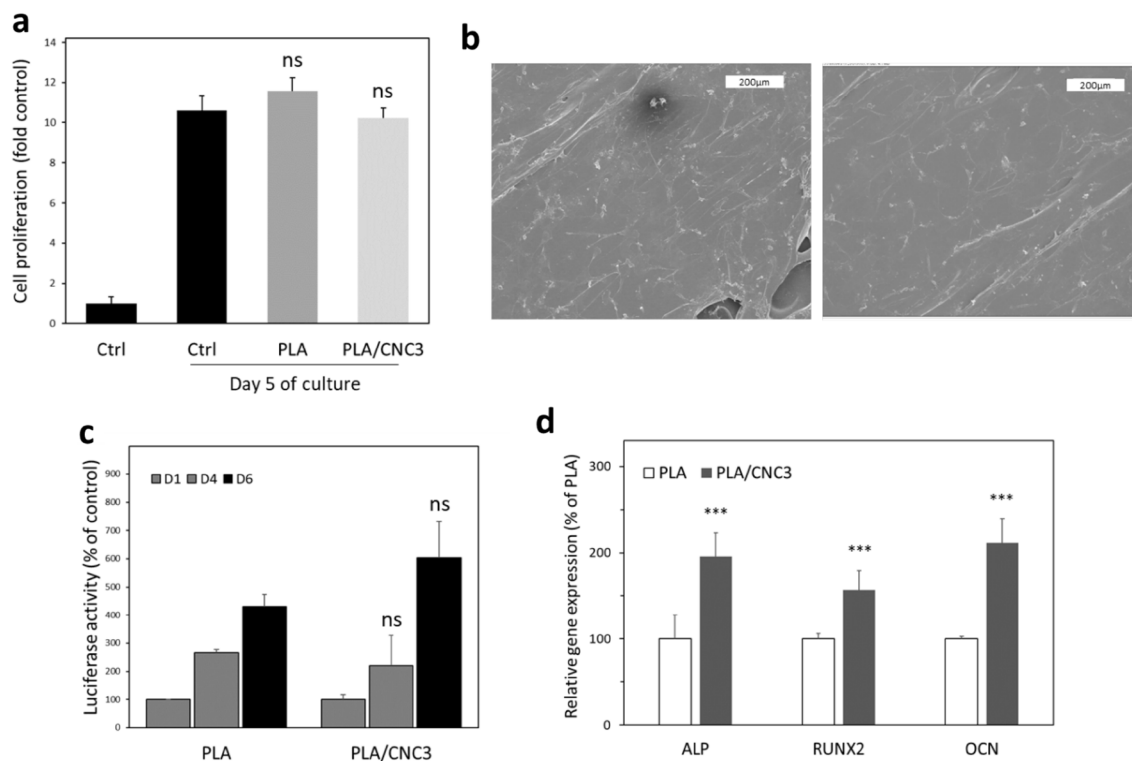 a
Cell proliferation (fold control)
14
12
10
8
6
4
2
0
ns
ns
Ctrl
Ctrl
PLA
PLA/CNC3
Day 5 of culture
b
200µm
200µm
c
Luciferase activity (% of control)
900
800
700
600
500
400
300
200
100
000
D1 D4 D6
ns
ns
PLA
PLA/CNC3
d
Relative gene expression (% of PLA)
300
200
100
0
PLA PLA/CNC3
***
***
***
ALP
RUNX2
OCN